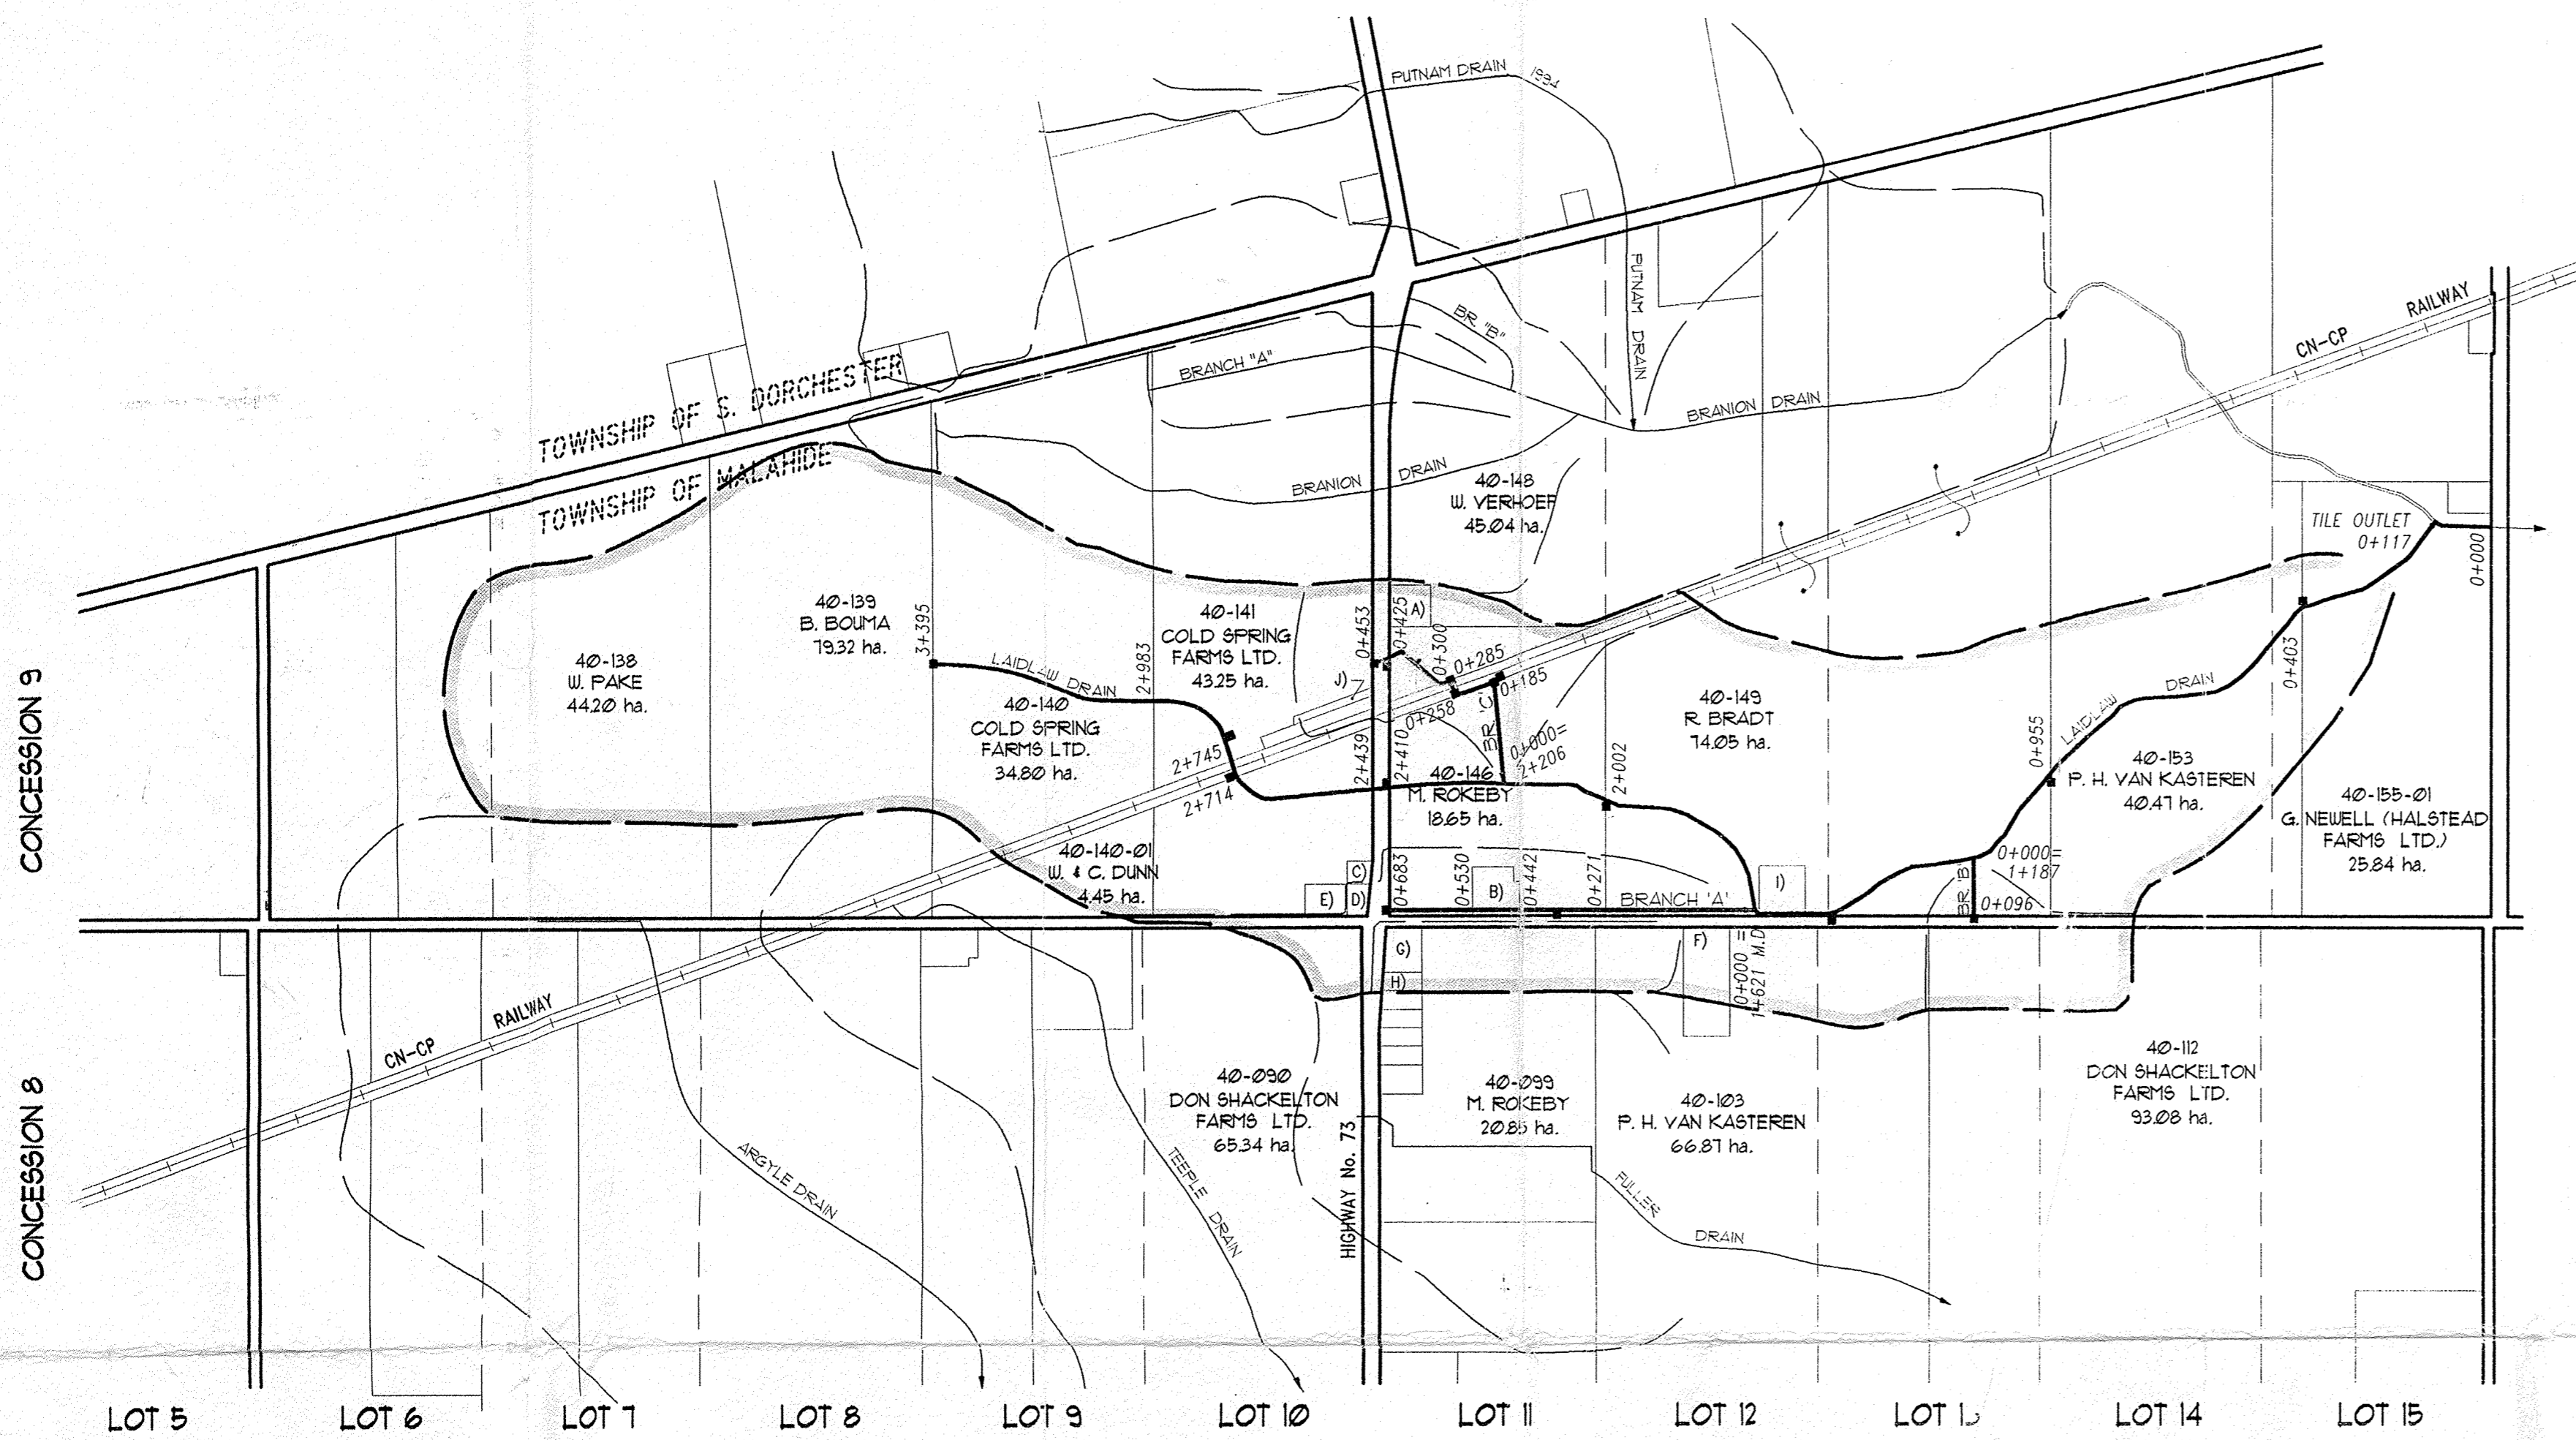 PUTNAM DRAIN 1994
PUTNAM DRAIN
BR. "B"
BRANCH "A"
BRANION DRAIN
BRANION DRAIN
RAILWAY
CN-CP
TOWNSHIP OF S. DORCHESTER
TOWNSHIP OF MALAHIDE
40-148
W. VERHOEF
45.04 ha.
TILE OUTLET
0+117
0+000
CONCESSION 9
40-138
W. PAKE
44.20 ha.
40-139
B. BOUMA
79.32 ha.
3+395
LAIDLAW DRAIN
2+983
40-140
COLD SPRING
FARMS LTD.
34.80 ha.
40-141
COLD SPRING
FARMS LTD.
43.25 ha.
J)
0+453
0+425
A)
0+300
0+285
0+185
0+258
BR. 'C'
0+000=
2+206
2+745
2+714
2+439
2+410
40-146
M. ROKEBY
18.65 ha.
2+002
40-149
R. BRADT
74.05 ha.
0+955
LAIDLAW DRAIN
0+403
40-153
P. H. VAN KASTEREN
40.47 ha.
40-155-01
G. NEWELL (HALSTEAD
FARMS LTD.)
25.84 ha.
40-140-01
W. & C. DUNN
4.45 ha.
E)
C)
D)
0+683
0+530
B)
0+442
0+271
BRANCH 'A'
I)
BR. 'B'
0+000=
1+187
0+096
G)
H)
F)
0+000 =
1+621 M.D.
CONCESSION 8
CN-CP
RAILWAY
ARGYLE DRAIN
TEEPLE DRAIN
40-090
DON SHACKELTON
FARMS LTD.
65.34 ha.
HIGHWAY No. 73
40-099
M. ROKEBY
20.85 ha.
40-103
P. H. VAN KASTEREN
66.87 ha.
FULLER DRAIN
40-112
DON SHACKELTON
FARMS LTD.
93.08 ha.
LOT 5 LOT 6 LOT 7 LOT 8 LOT 9 LOT 10 LOT 11 LOT 12 LOT 13 LOT 14 LOT 15